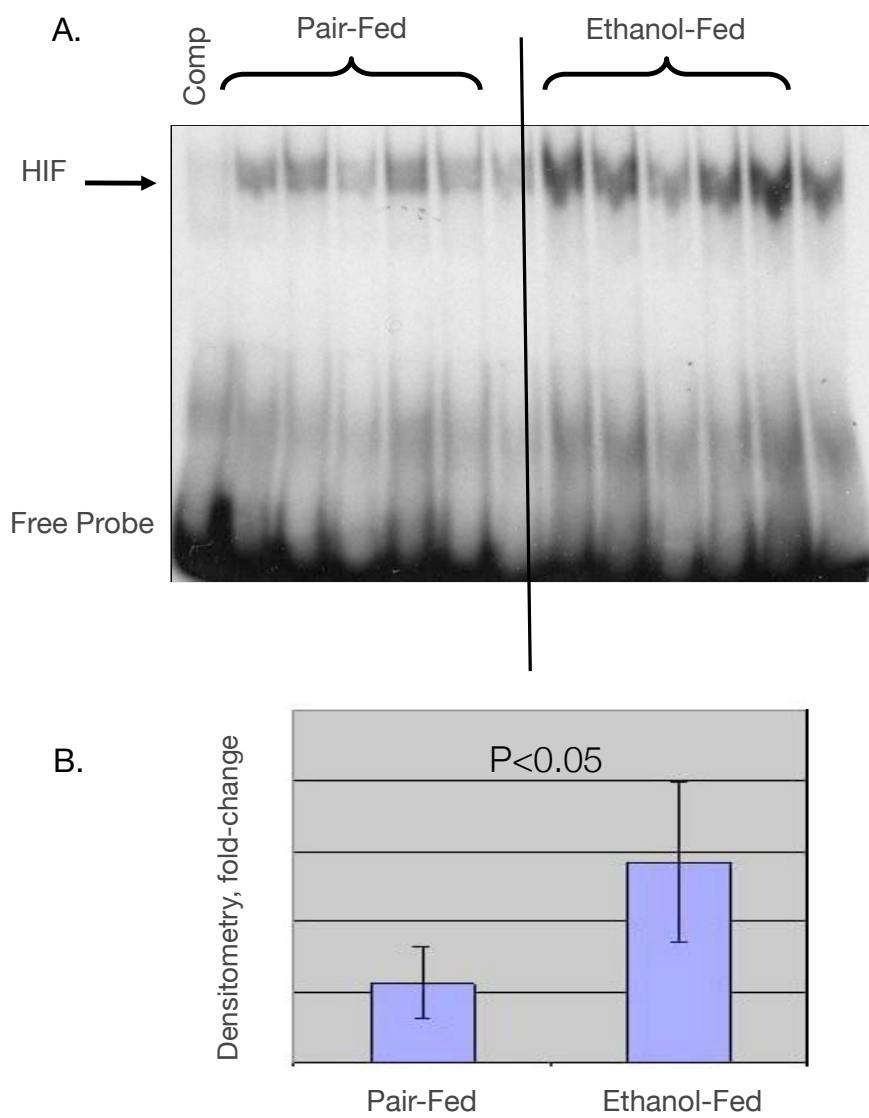 A.
Comp
Pair-Fed
Ethanol-Fed
HIF
Free Probe
B.
Densitometry, fold-change
P<0.05
Pair-Fed
Ethanol-Fed